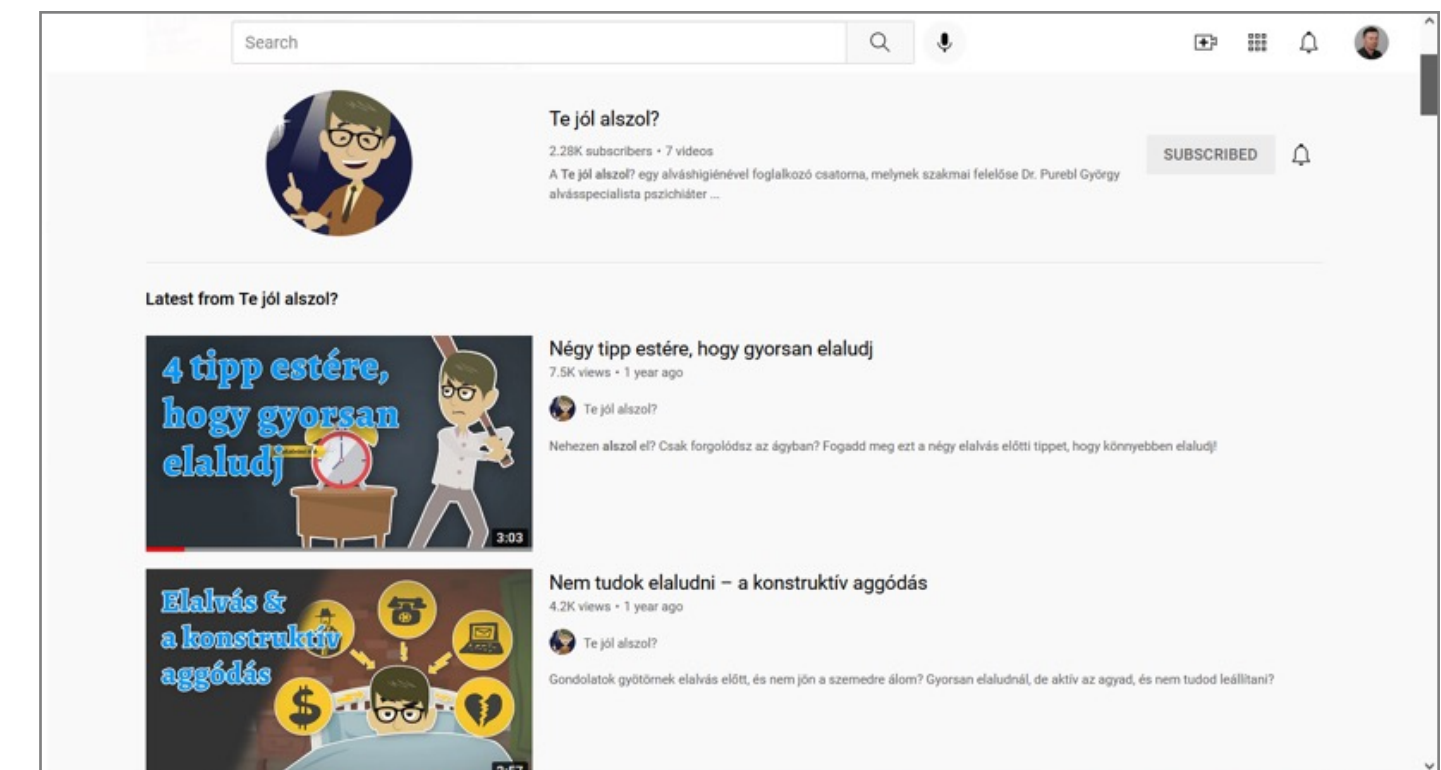 Search
Te jól alszol?
2.28K subscribers • 7 videos
A Te jól alszol? egy alváshigiénével foglalkozó csatorna, melynek szakmai felelőse Dr. Purebl György
alvásspecialista pszichiáter ...
SUBSCRIBED
Latest from Te jól alszol?
4 tipp estére,
hogy gyorsan
elaludj
3:03
Négy tipp estére, hogy gyorsan elaludj
7.5K views • 1 year ago
Te jól alszol?
Nehezen alszol el? Csak forgolódsz az ágyban? Fogadd meg ezt a négy elalvás előtti tippet, hogy könnyebben elaludj!
Elalvás &
a konstruktív
aggódás
$
Nem tudok elaludni – a konstruktív aggódás
4.2K views • 1 year ago
Te jól alszol?
Gondolatok gyötörnek elalvás előtt, és nem jön a szemedre álom? Gyorsan elaludnál, de aktív az agyad, és nem tudod leállítani?